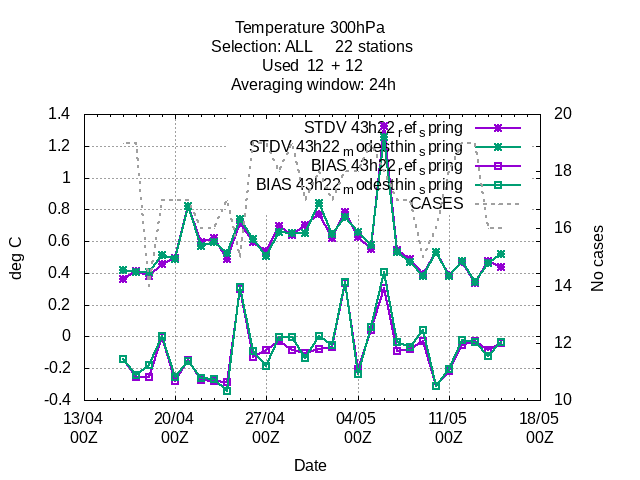 Temperature 300hPa
Selection: ALL 22 stations
Used 12 + 12
Averaging window: 24h
1.4
1.2
1
0.8
0.6
0.4
0.2
0
-0.2
-0.4
deg C
20
18
16
14
12
10
No cases
STDV 43h22_ref_spring
STDV 43h22_modesthin_spring
BIAS 43h22_ref_spring
BIAS 43h22_modesthin_spring
CASES
13/04 20/04 27/04 04/05 11/05 18/05
00Z 00Z 00Z 00Z 00Z 00Z
Date